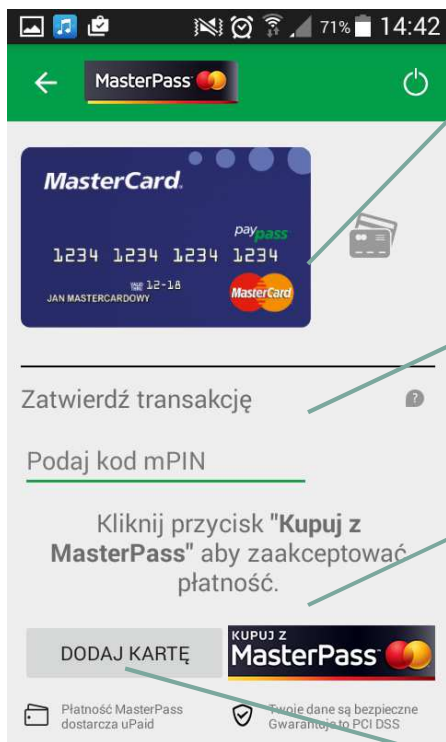 71% 14:42
MasterPass
MasterCard.
paypass
1234 1234 1234 1234
12-18
JAN MASTERCARDOWY
MasterCard
Zatwierdź transakcję
?
Podaj kod mPIN
Kliknij przycisk "Kupuj z
MasterPass" aby zaakceptować
płatność.
DODAJ KARTĘ
KUPUJ Z
MasterPass
Płatność MasterPass
dostarcza uPaid
Twoje dane są bezpieczne
Gwarantuje to PCI DSS